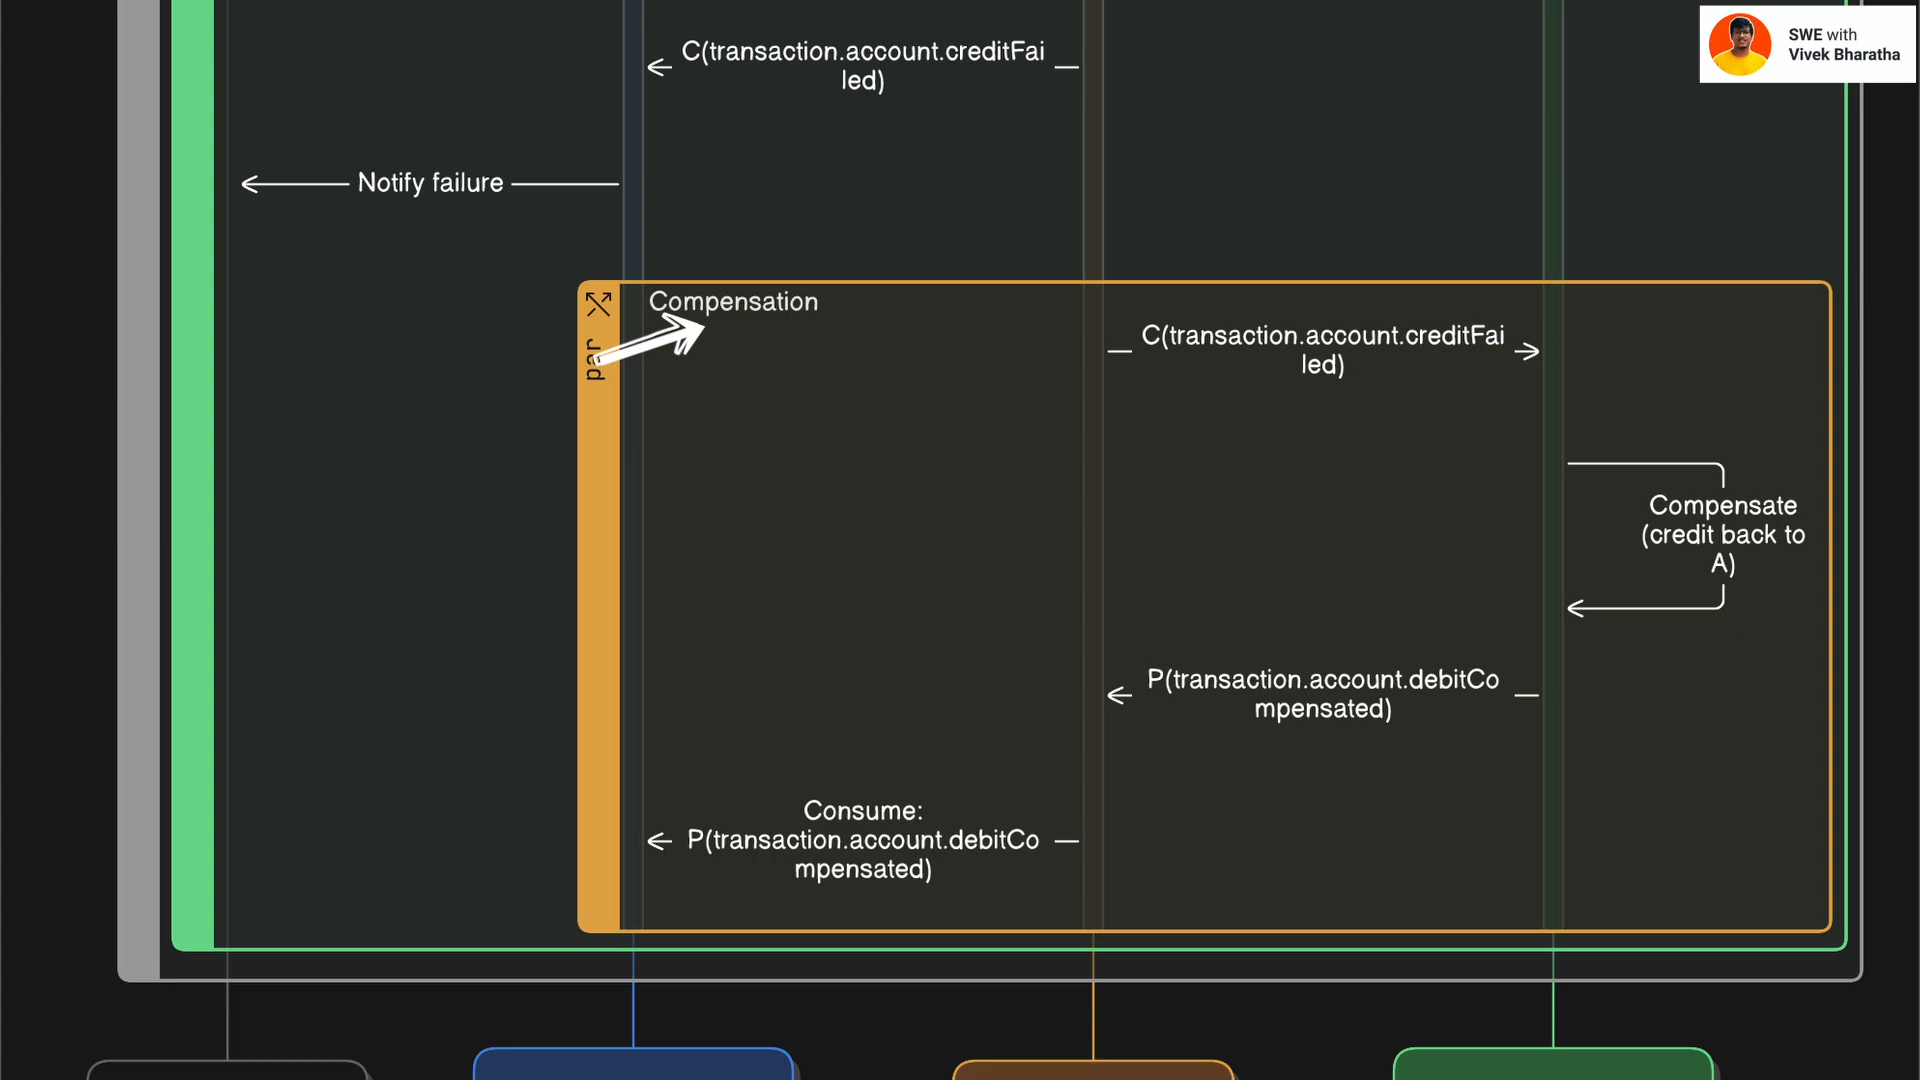 SWE with
Vivek Bharatha
C(transaction.account.creditFai
led)
Notify failure
Compensation
par
C(transaction.account.creditFai
led)
Compensate
(credit back to
A)
P(transaction.account.debitCo
mpensated)
Consume:
P(transaction.account.debitCo
mpensated)